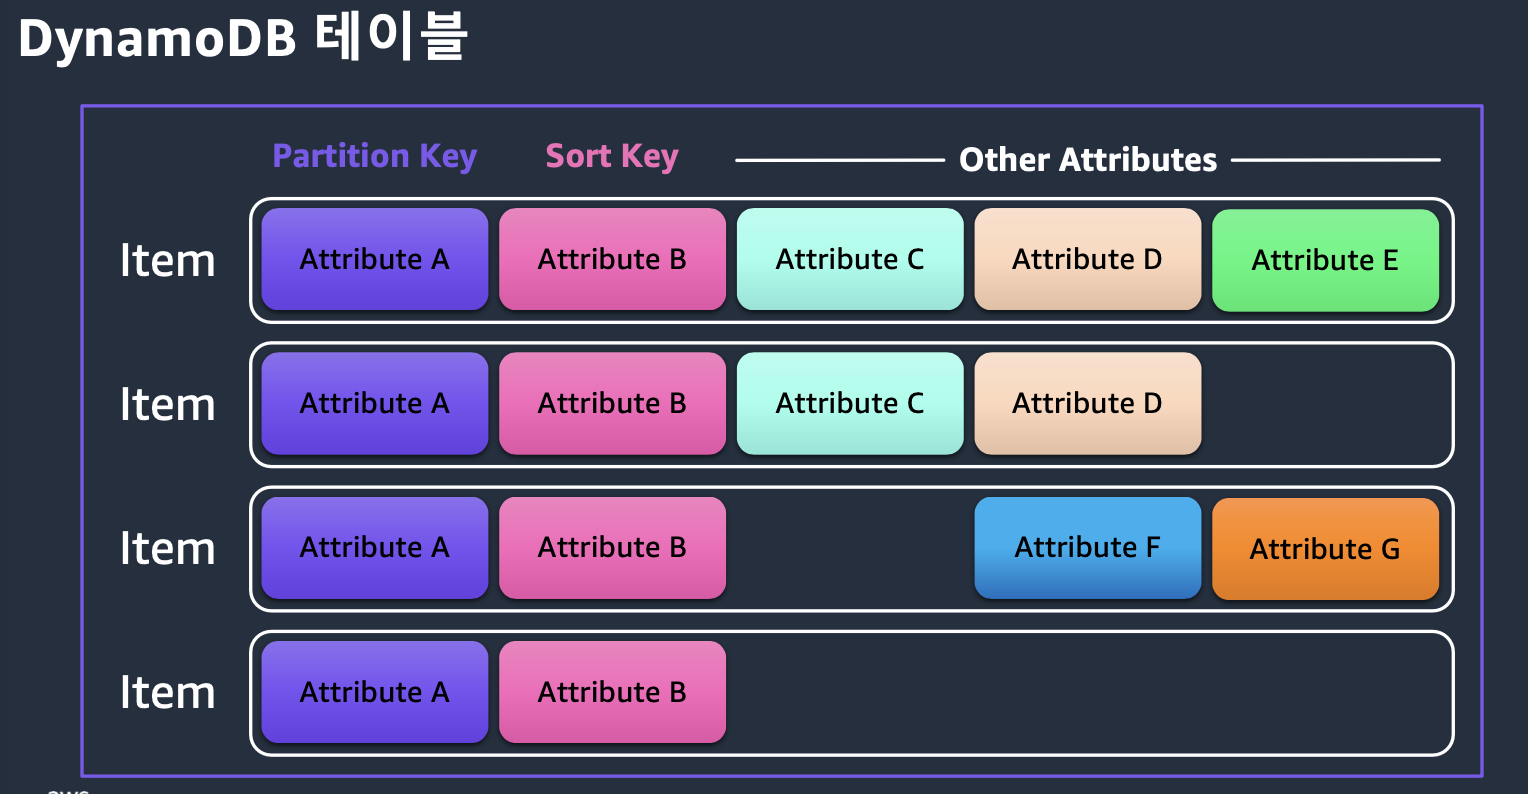 DynamoDB 테이블
Partition Key Sort Key Other Attributes
Item Attribute A Attribute B Attribute C Attribute D Attribute E
Item Attribute A Attribute B Attribute C Attribute D
Item Attribute A Attribute B Attribute F Attribute G
Item Attribute A Attribute B